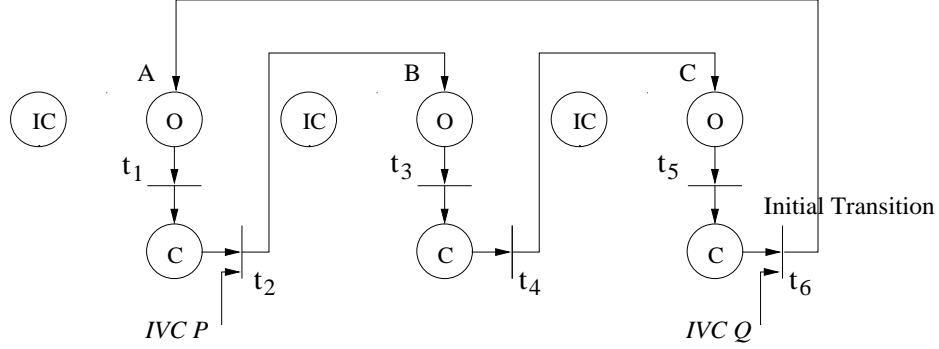 A
B
C
IC
O
IC
O
IC
O
t1
t3
t5
Initial Transition
C
C
C
t2
t4
t6
IVC P
IVC Q